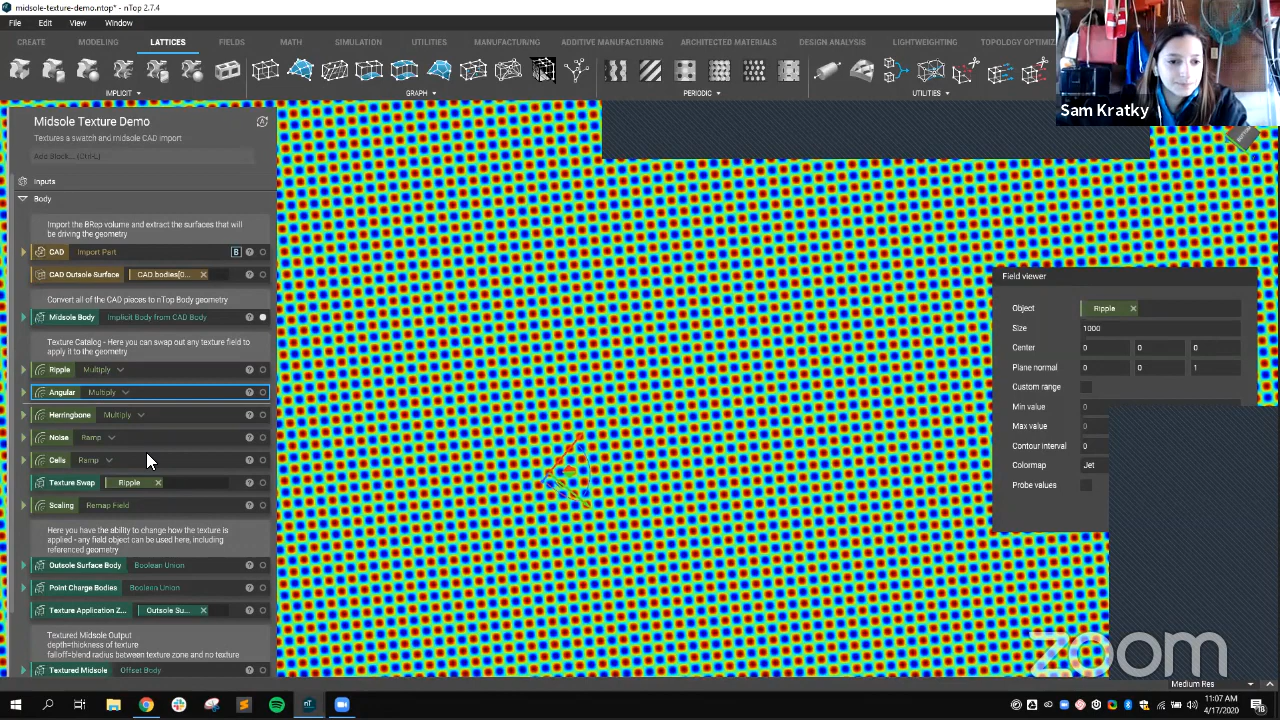 midsole-texture-demo.ntop* - nTop 2.7.4
File Edit View Window
CREATE MODELING LATTICES FIELDS MATH SIMULATION UTILITIES MANUFACTURING ADDITIVE MANUFACTURING ARCHITECTED MATERIALS DESIGN ANALYSIS LIGHTWEIGHTING TOPOLOGY OPTIMIZ
IMPLICIT GRAPH PERIODIC UTILITIES
Sam Kratky
Midsole Texture Demo
Textures a swatch and midsole CAD import
Add Block... (Ctrl-L)
Inputs
Body
Import the BRep volume and extract the surfaces that will
be driving the geometry
CAD Import Part B
CAD Outsole Surface CAD bodies[0...
Convert all of the CAD pieces to nTop Body geometry
Midsole Body Implicit Body from CAD Body
Texture Catalog - Here you can swap out any texture field to
apply it to the geometry
Ripple Multiply
Angular Multiply
Herringbone Multiply
Noise Ramp
Cells Ramp
Texture Swap Ripple
Scaling Remap Field
Here you have the ability to change how the texture is
applied - any field object can be used here, including
referenced geometry
Outsole Surface Body Boolean Union
Point Charge Bodies Boolean Union
Texture Application Z... Outsole Su...
Textured Midsole Output
depth=thickness of texture
falloff=blend radius between texture zone and no texture
Textured Midsole Offset Body
Field viewer
Object Ripple
Size 1000
Center 0 0 0
Plane normal 0 0 1
Custom range
Min value 0
Max value 0
Contour interval 0
Colormap Jet
Probe values
zoom
Medium Res
11:07 AM
4/17/2020